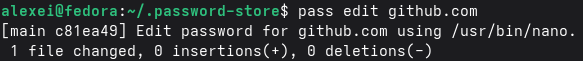 alexei@fedora:~/.password-store$ pass edit github.com
[main c81ea49] Edit password for github.com using /usr/bin/nano.
 1 file changed, 0 insertions(+), 0 deletions(-)